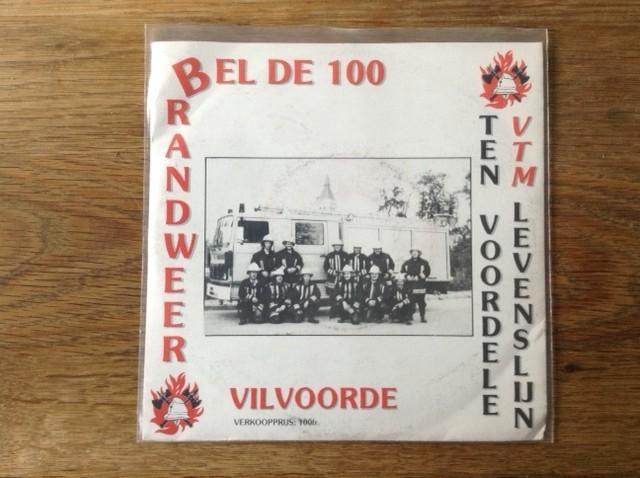 BEL DE 100
BRANDWEER
VILVOORDE
VERKOOPPRIJS: 100fr.
TEN VOORDELE
VTM LEVENSLIJN